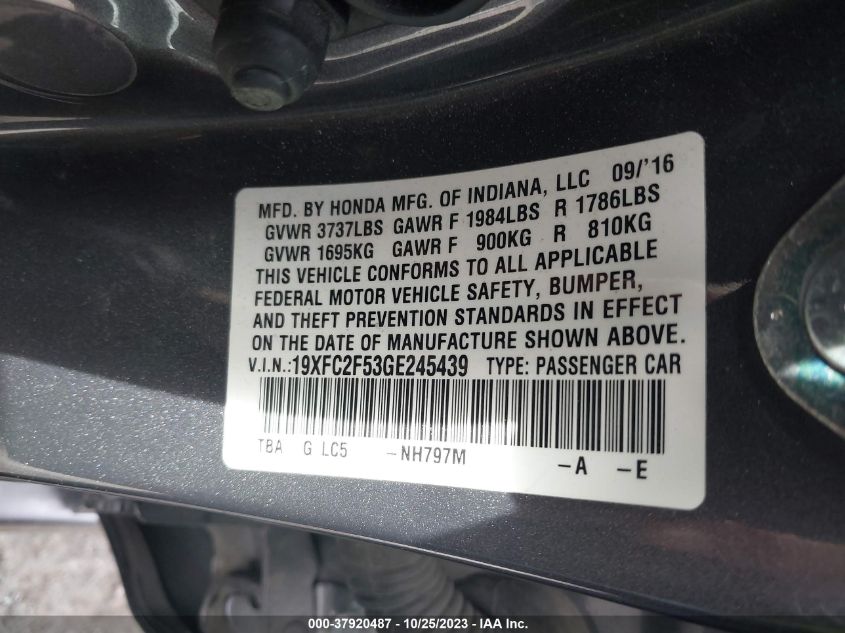 MFD. BY HONDA MFG. OF INDIANA, LLC 09/'16
GVWR 3737LBS GAWR F 1984LBS R 1786LBS
GVWR 1695KG GAWR F 900KG R 810KG
THIS VEHICLE CONFORMS TO ALL APPLICABLE
FEDERAL MOTOR VEHICLE SAFETY, BUMPER,
AND THEFT PREVENTION STANDARDS IN EFFECT
ON THE DATE OF MANUFACTURE SHOWN ABOVE.
V.I.N.:19XFC2F53GE245439 TYPE: PASSENGER CAR
TBA G LC5 -NH797M -A -E
000-37920487 - 10/25/2023 - IAA Inc.